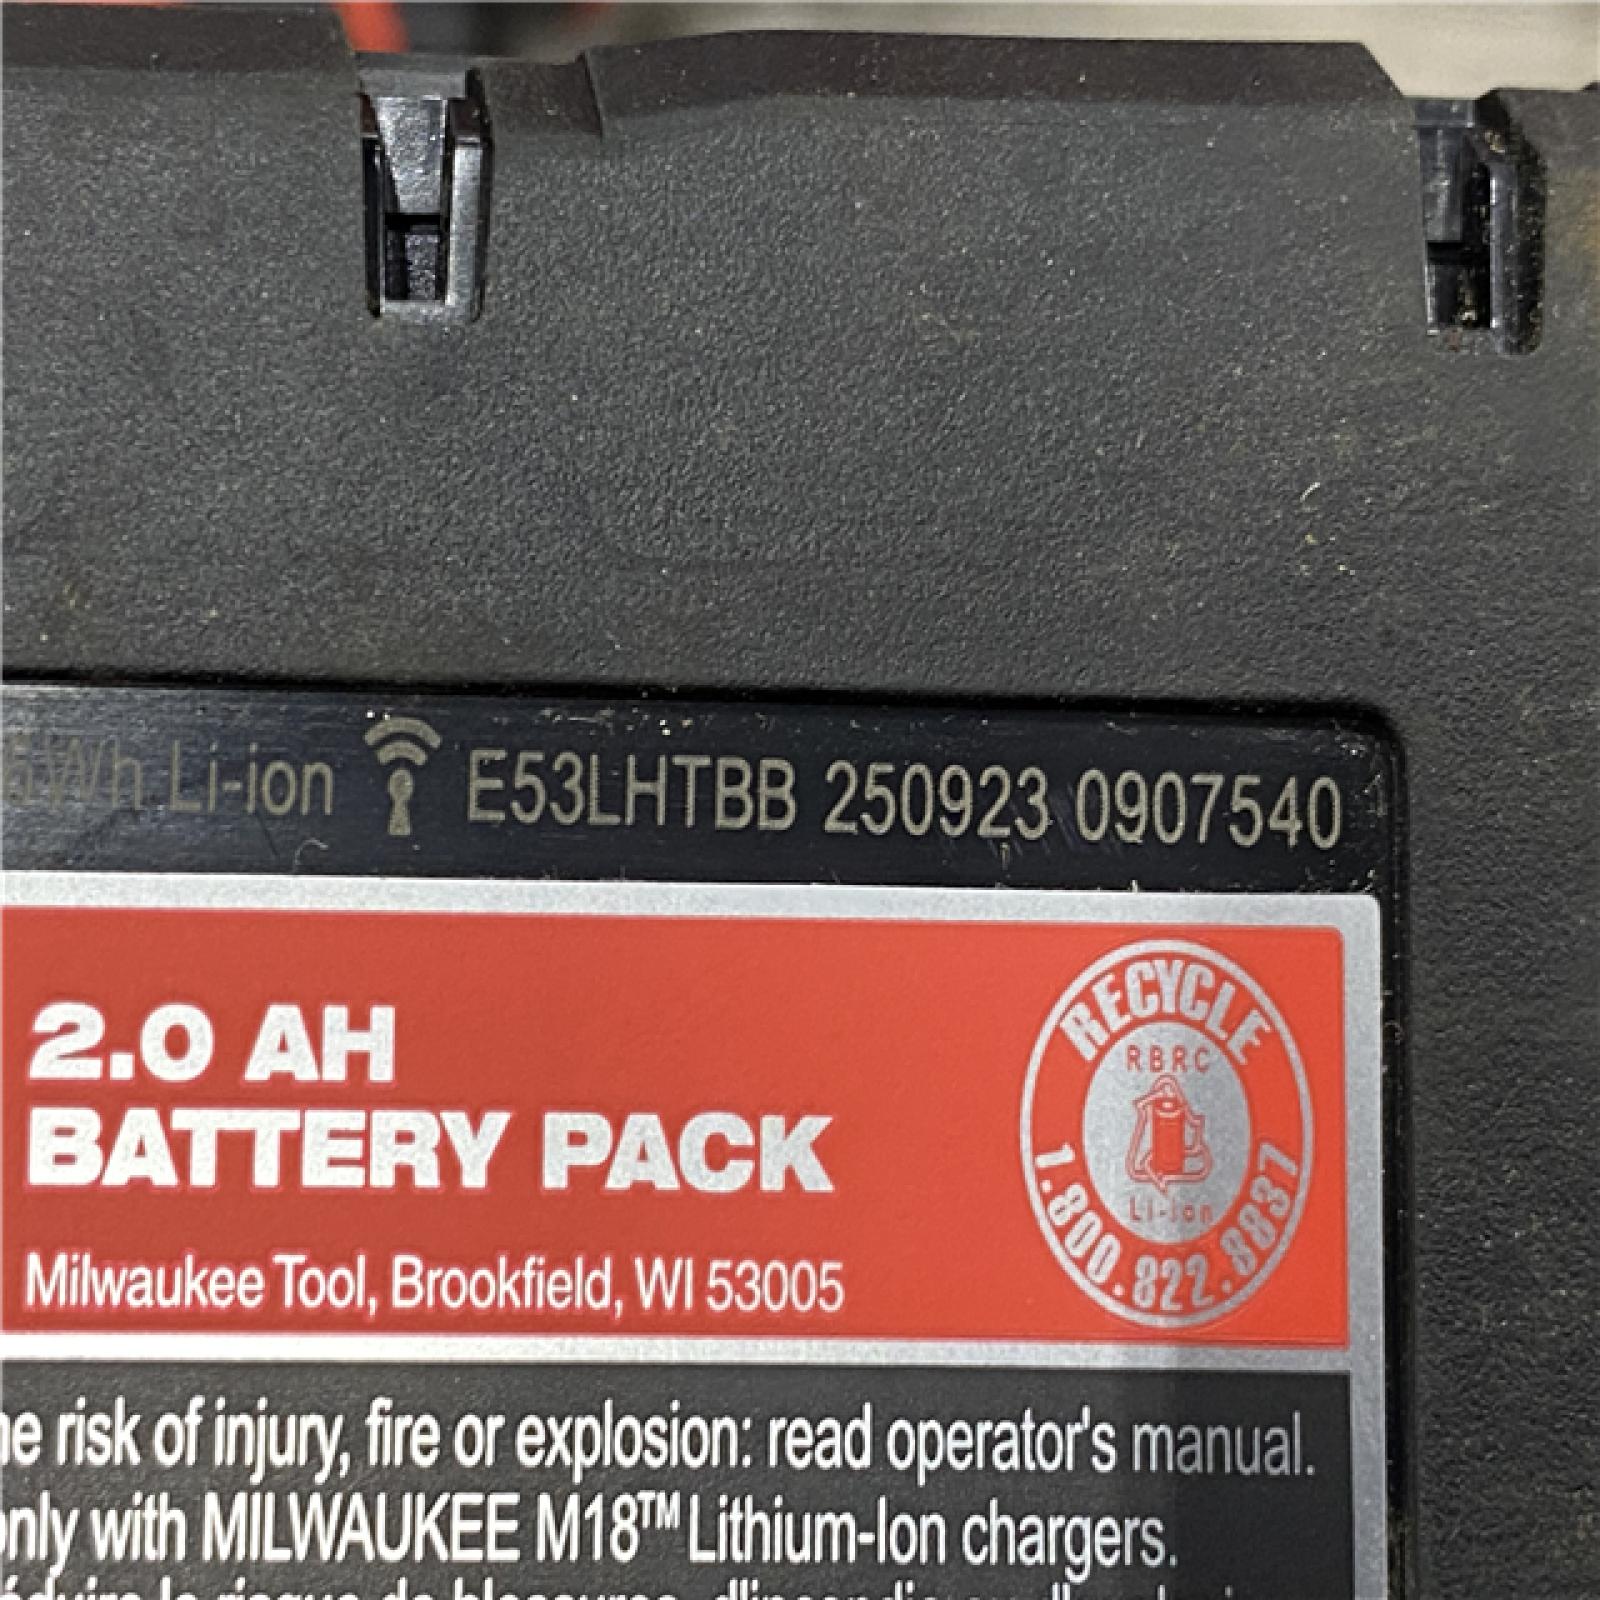 6Wh Li-ion E53LHTBB 250923 0907540
2.0 AH
BATTERY PACK
Milwaukee Tool, Brookfield, WI 53005
RECYCLE
RBRC
Li-Ion
1.800.822.8837
risk of injury, fire or explosion: read operator's manual.
only with MILWAUKEE M18™ Lithium-Ion chargers.